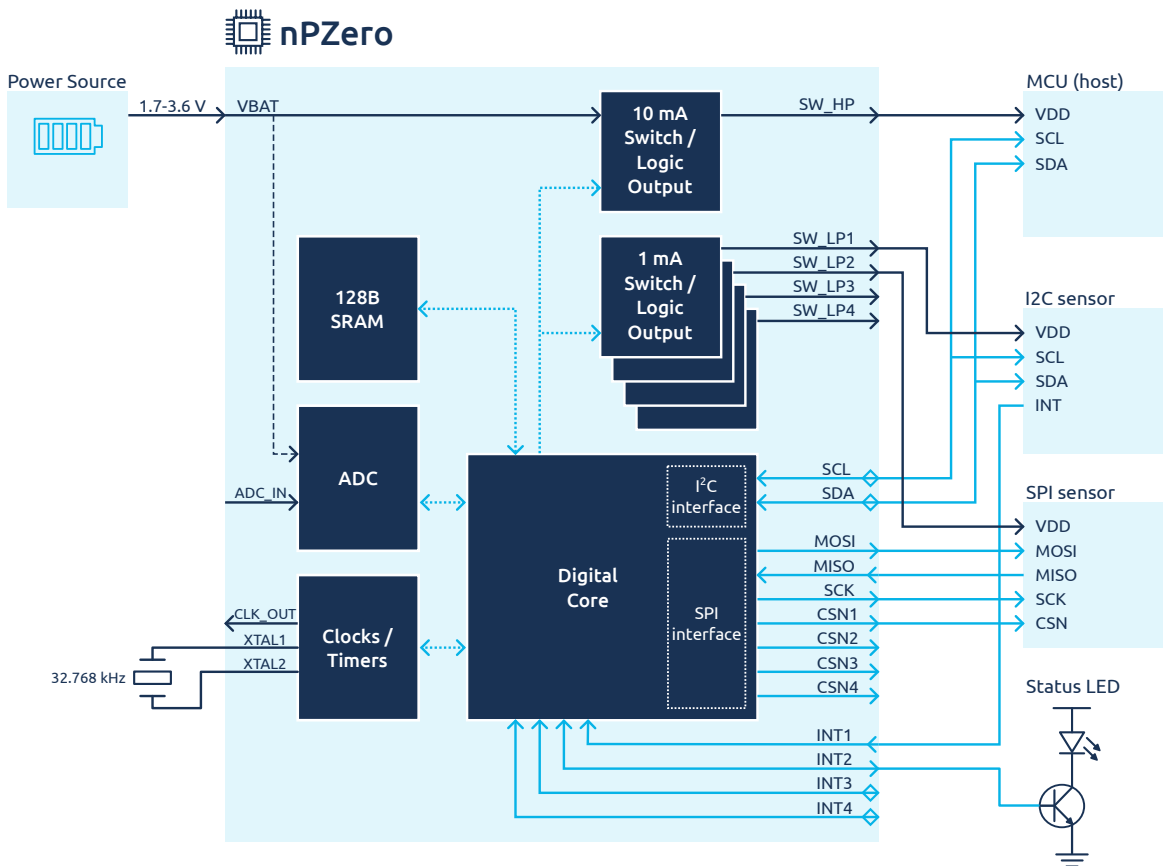 nPZero
Power Source
1.7-3.6 V
VBAT
10 mA
Switch /
Logic
Output
SW_HP
MCU (host)
VDD
SCL
SDA
128B
SRAM
1 mA
Switch /
Logic
Output
SW_LP1
SW_LP2
SW_LP3
SW_LP4
I2C sensor
VDD
SCL
SDA
INT
ADC
ADC_IN
Digital
Core
I²C
interface
SPI
interface
SCL
SDA
MOSI
MISO
SCK
CSN1
CSN2
CSN3
CSN4
SPI sensor
VDD
MOSI
MISO
SCK
CSN
Clocks /
Timers
CLK_OUT
XTAL1
XTAL2
32.768 kHz
INT1
INT2
INT3
INT4
Status LED